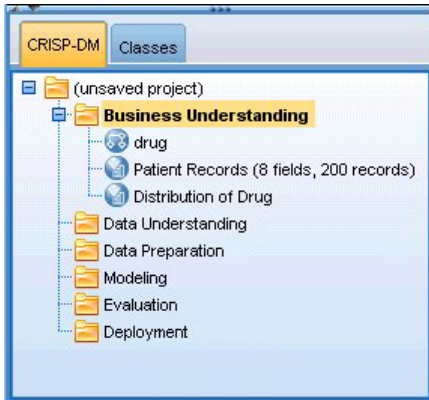 CRISP-DM Classes
(unsaved project)
Business Understanding
drug
Patient Records (8 fields, 200 records)
Distribution of Drug
Data Understanding
Data Preparation
Modeling
Evaluation
Deployment